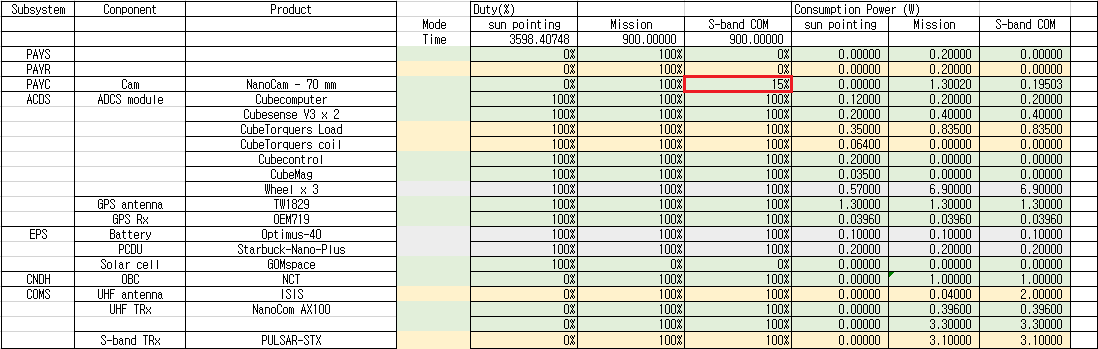 Subsystem Component Product Duty(%) Consumption Power (W)
Mode sun pointing Mission S-band COM sun pointing Mission S-band COM
Time 3598.40748 900.00000 900.00000
PAYS 0% 100% 0% 0.00000 0.20000 0.00000
PAYR 0% 100% 0% 0.00000 0.20000 0.00000
PAYC Cam NanoCam - 70 mm 0% 100% 15% 0.00000 1.30020 0.19503
ACDS ADCS module Cubecomputer 100% 100% 100% 0.12000 0.20000 0.20000
Cubesense V3 x 2 100% 100% 100% 0.20000 0.40000 0.40000
CubeTorquers Load 100% 100% 100% 0.35000 0.83500 0.83500
CubeTorquers coil 100% 100% 100% 0.06400 0.00000 0.00000
Cubecontrol 100% 100% 100% 0.20000 0.00000 0.00000
CubeMag 100% 100% 100% 0.03500 0.00000 0.00000
Wheel x 3 100% 100% 100% 0.57000 6.90000 6.90000
GPS antenna TW1829 100% 100% 100% 1.30000 1.30000 1.30000
GPS Rx OEM719 100% 100% 100% 0.03960 0.03960 0.03960
EPS Battery Optimus-40 100% 100% 100% 0.10000 0.10000 0.10000
PCDU Starbuck-Nano-Plus 100% 100% 100% 0.20000 0.20000 0.20000
Solar cell GOMspace 100% 0% 0% 0.00000 0.00000 0.00000
CNDH OBC NCT 0% 100% 100% 0.00000 1.00000 1.00000
COMS UHF antenna ISIS 0% 100% 100% 0.00000 0.04000 2.00000
UHF TRx NanoCom AX100 0% 100% 100% 0.00000 0.39600 0.39600
0% 100% 100% 0.00000 3.30000 3.30000
S-band TRx PULSAR-STX 0% 100% 100% 0.00000 3.10000 3.10000